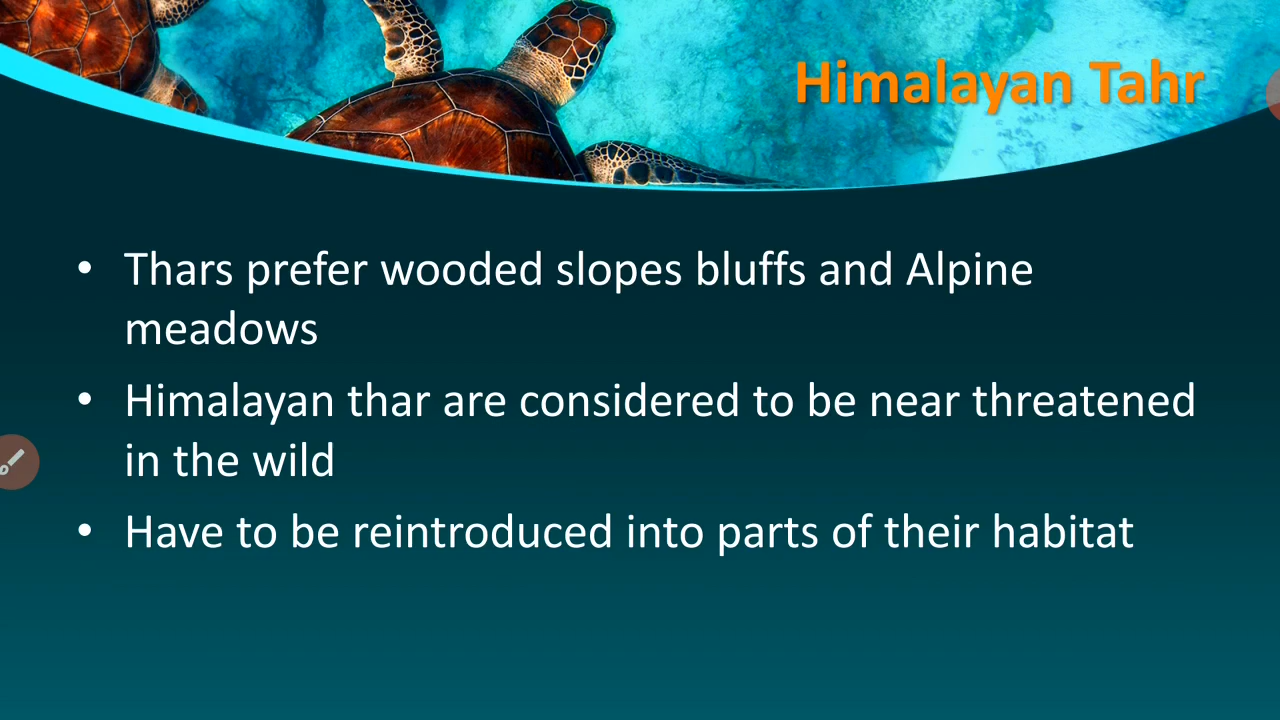 Himalayan Tahr
• Thars prefer wooded slopes bluffs and Alpine
meadows
• Himalayan thar are considered to be near threatened
in the wild
• Have to be reintroduced into parts of their habitat